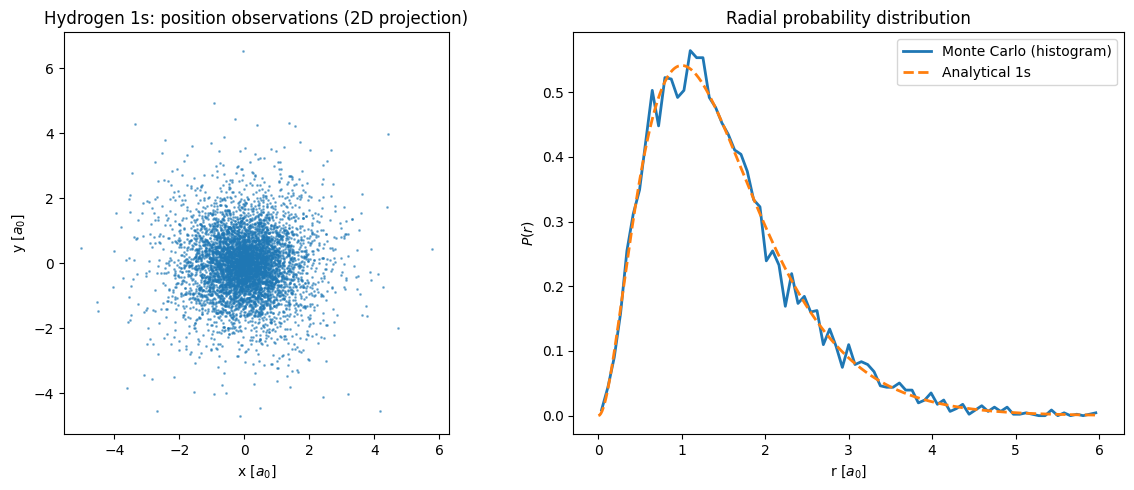 Hydrogen 1s: position observations (2D projection)
6
4
2
0
−2
−4
y [a₀]
−4 −2 0 2 4 6
x [a₀]
Radial probability distribution
Monte Carlo (histogram)
Analytical 1s
0.5
0.4
0.3
0.2
0.1
0.0
P(r)
0 1 2 3 4 5 6
r [a₀]